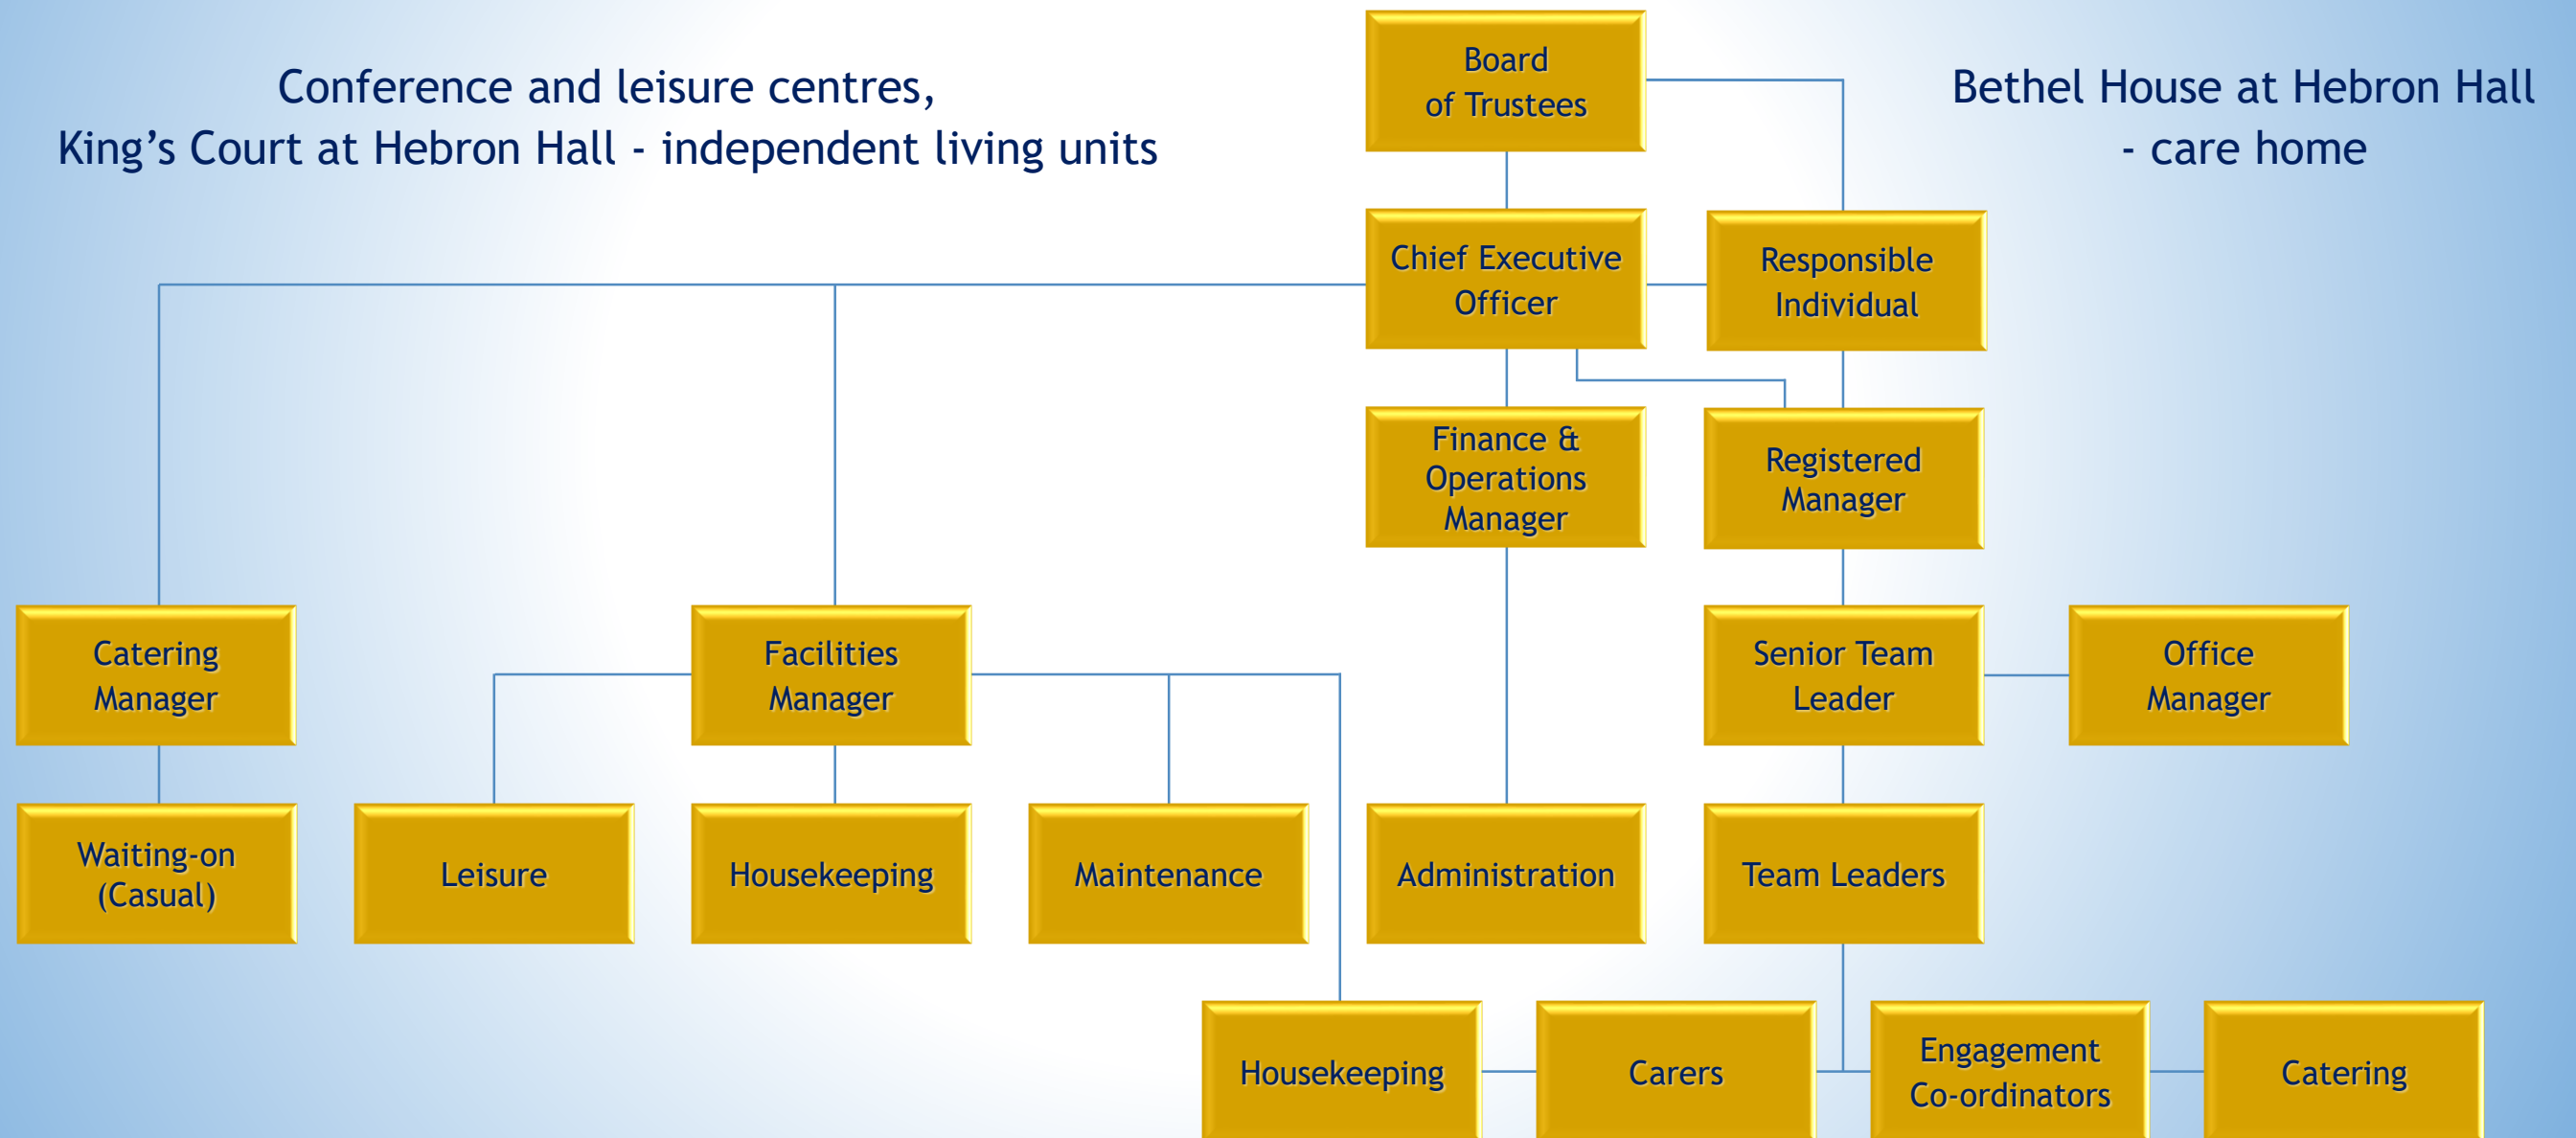 Conference and leisure centres,
King’s Court at Hebron Hall - independent living units
Bethel House at Hebron Hall
- care home
Board
of Trustees
Chief Executive
Officer
Responsible
Individual
Finance &
Operations
Manager
Registered
Manager
Catering
Manager
Facilities
Manager
Senior Team
Leader
Office
Manager
Waiting-on
(Casual)
Leisure
Housekeeping
Maintenance
Administration
Team Leaders
Housekeeping
Carers
Engagement
Co-ordinators
Catering